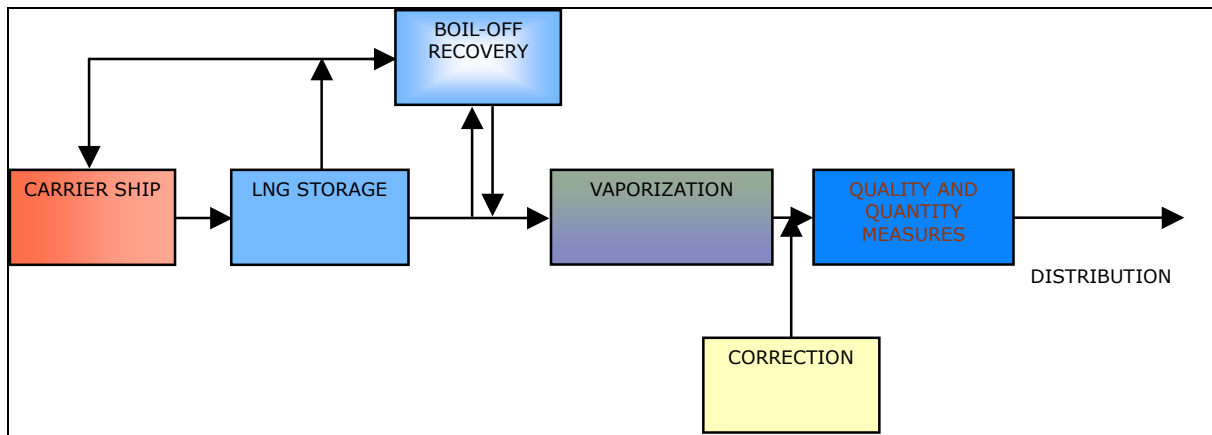 BOIL-OFF
RECOVERY
CARRIER SHIP
LNG STORAGE
VAPORIZATION
QUALITY AND
QUANTITY
MEASURES
DISTRIBUTION
CORRECTION